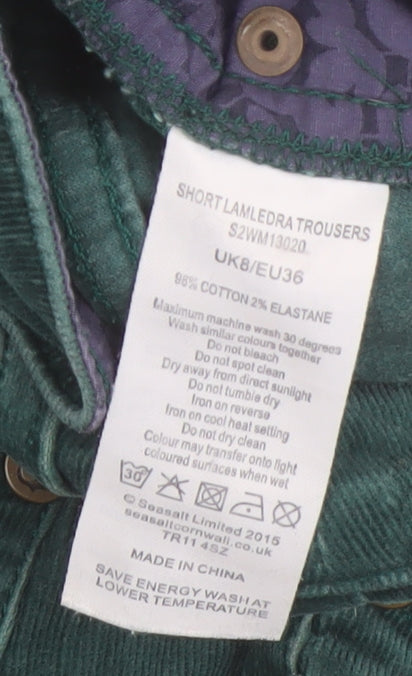 SHORT LAMLEDRA TROUSERS
S2WM13020
UK8/EU36
98% COTTON 2% ELASTANE
Maximum machine wash 30 degrees
Wash similar colours together
Do not bleach
Do not spot clean
Dry away from direct sunlight
Do not tumble dry
Iron on reverse
Iron on cool heat setting
Do not dry clean
Colour may transfer onto light
coloured surfaces when wet
30
© Seasalt Limited 2015
seasaltcornwall.co.uk
TR11 4SZ
MADE IN CHINA
SAVE ENERGY WASH AT
LOWER TEMPERATURE